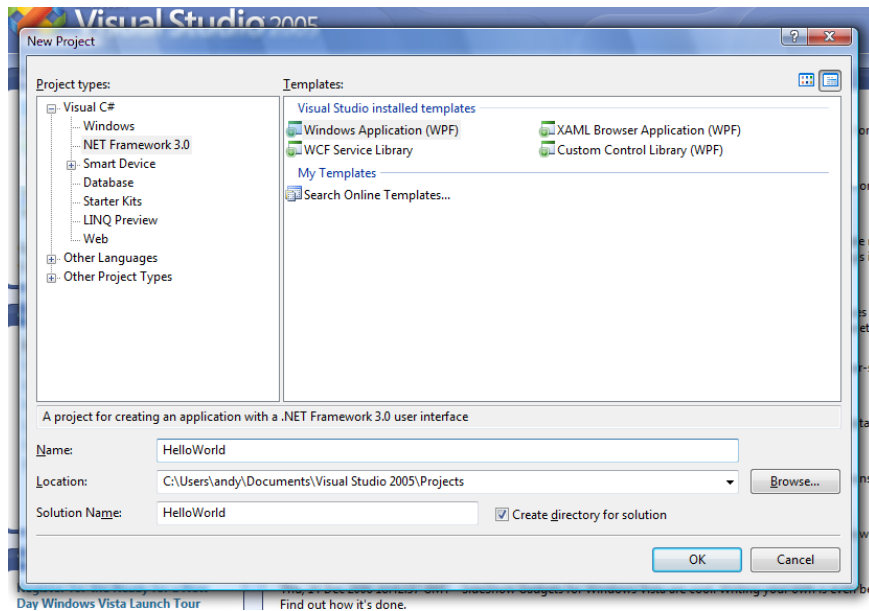 Visual Studio 2005
New Project
Project types:
Templates:
Visual C#
Windows
NET Framework 3.0
Smart Device
Database
Starter Kits
LINQ Preview
Web
Other Languages
Other Project Types
Visual Studio installed templates
Windows Application (WPF)
XAML Browser Application (WPF)
WCF Service Library
Custom Control Library (WPF)
My Templates
Search Online Templates...
A project for creating an application with a .NET Framework 3.0 user interface
Name:
HelloWorld
Location:
C:\Users\andy\Documents\Visual Studio 2005\Projects
Browse...
Solution Name:
HelloWorld
Create directory for solution
OK
Cancel
Day Windows Vista Launch Tour
Find out how it's done.